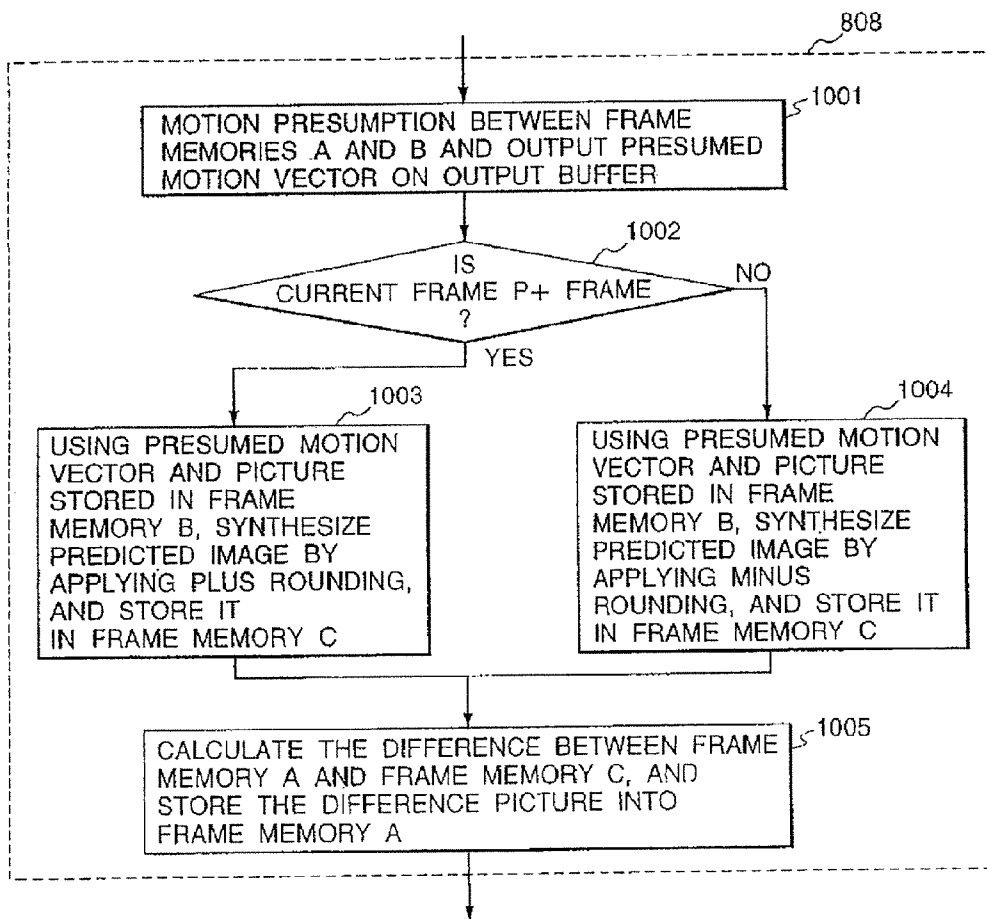 808
1001
MOTION PRESUMPTION BETWEEN FRAME
MEMORIES A AND B AND OUTPUT PRESUMED
MOTION VECTOR ON OUTPUT BUFFER
1002
IS
CURRENT FRAME P+ FRAME
?
NO
YES
1003
USING PRESUMED MOTION
VECTOR AND PICTURE
STORED IN FRAME
MEMORY B, SYNTHESIZE
PREDICTED IMAGE BY
APPLYING PLUS ROUNDING,
AND STORE IT
IN FRAME MEMORY C
1004
USING PRESUMED MOTION
VECTOR AND PICTURE
STORED IN FRAME
MEMORY B, SYNTHESIZE
PREDICTED IMAGE BY
APPLYING MINUS
ROUNDING, AND STORE IT
IN FRAME MEMORY C
1005
CALCULATE THE DIFFERENCE BETWEEN FRAME
MEMORY A AND FRAME MEMORY C, AND
STORE THE DIFFERENCE PICTURE INTO
FRAME MEMORY A